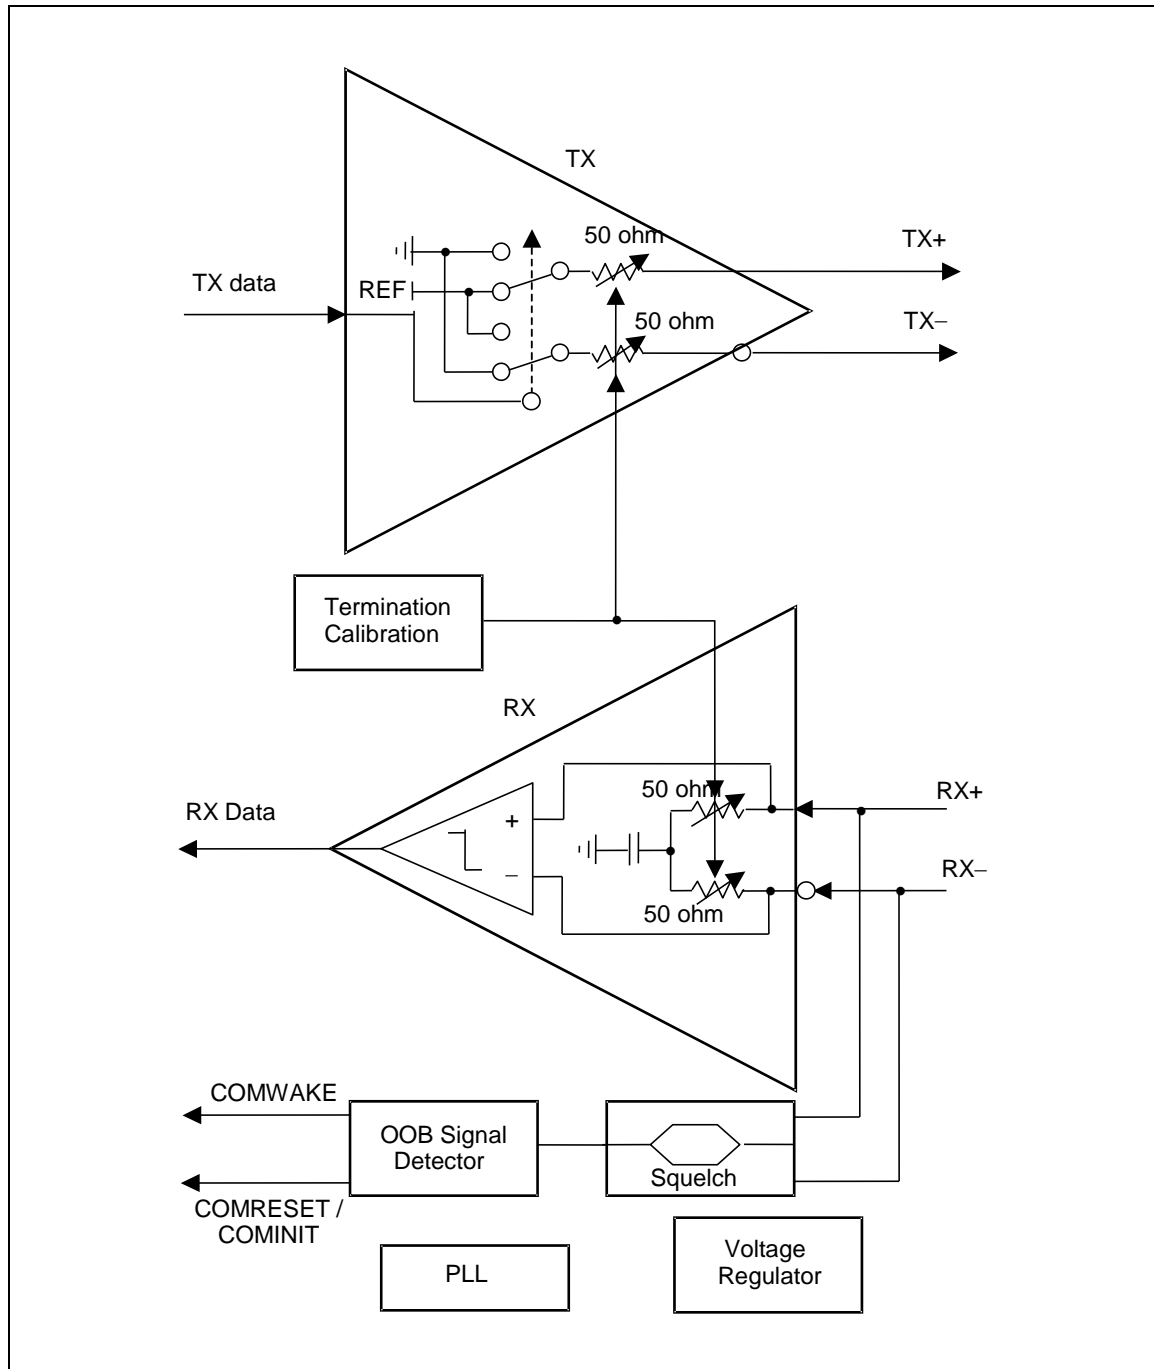 TX
50 ohm
TX+
TX data
REF
50 ohm
TX−
Termination
Calibration
RX
50 ohm
RX+
RX Data
+
−
RX−
50 ohm
COMWAKE
OOB Signal
Detector
Squelch
COMRESET /
COMINIT
PLL
Voltage
Regulator